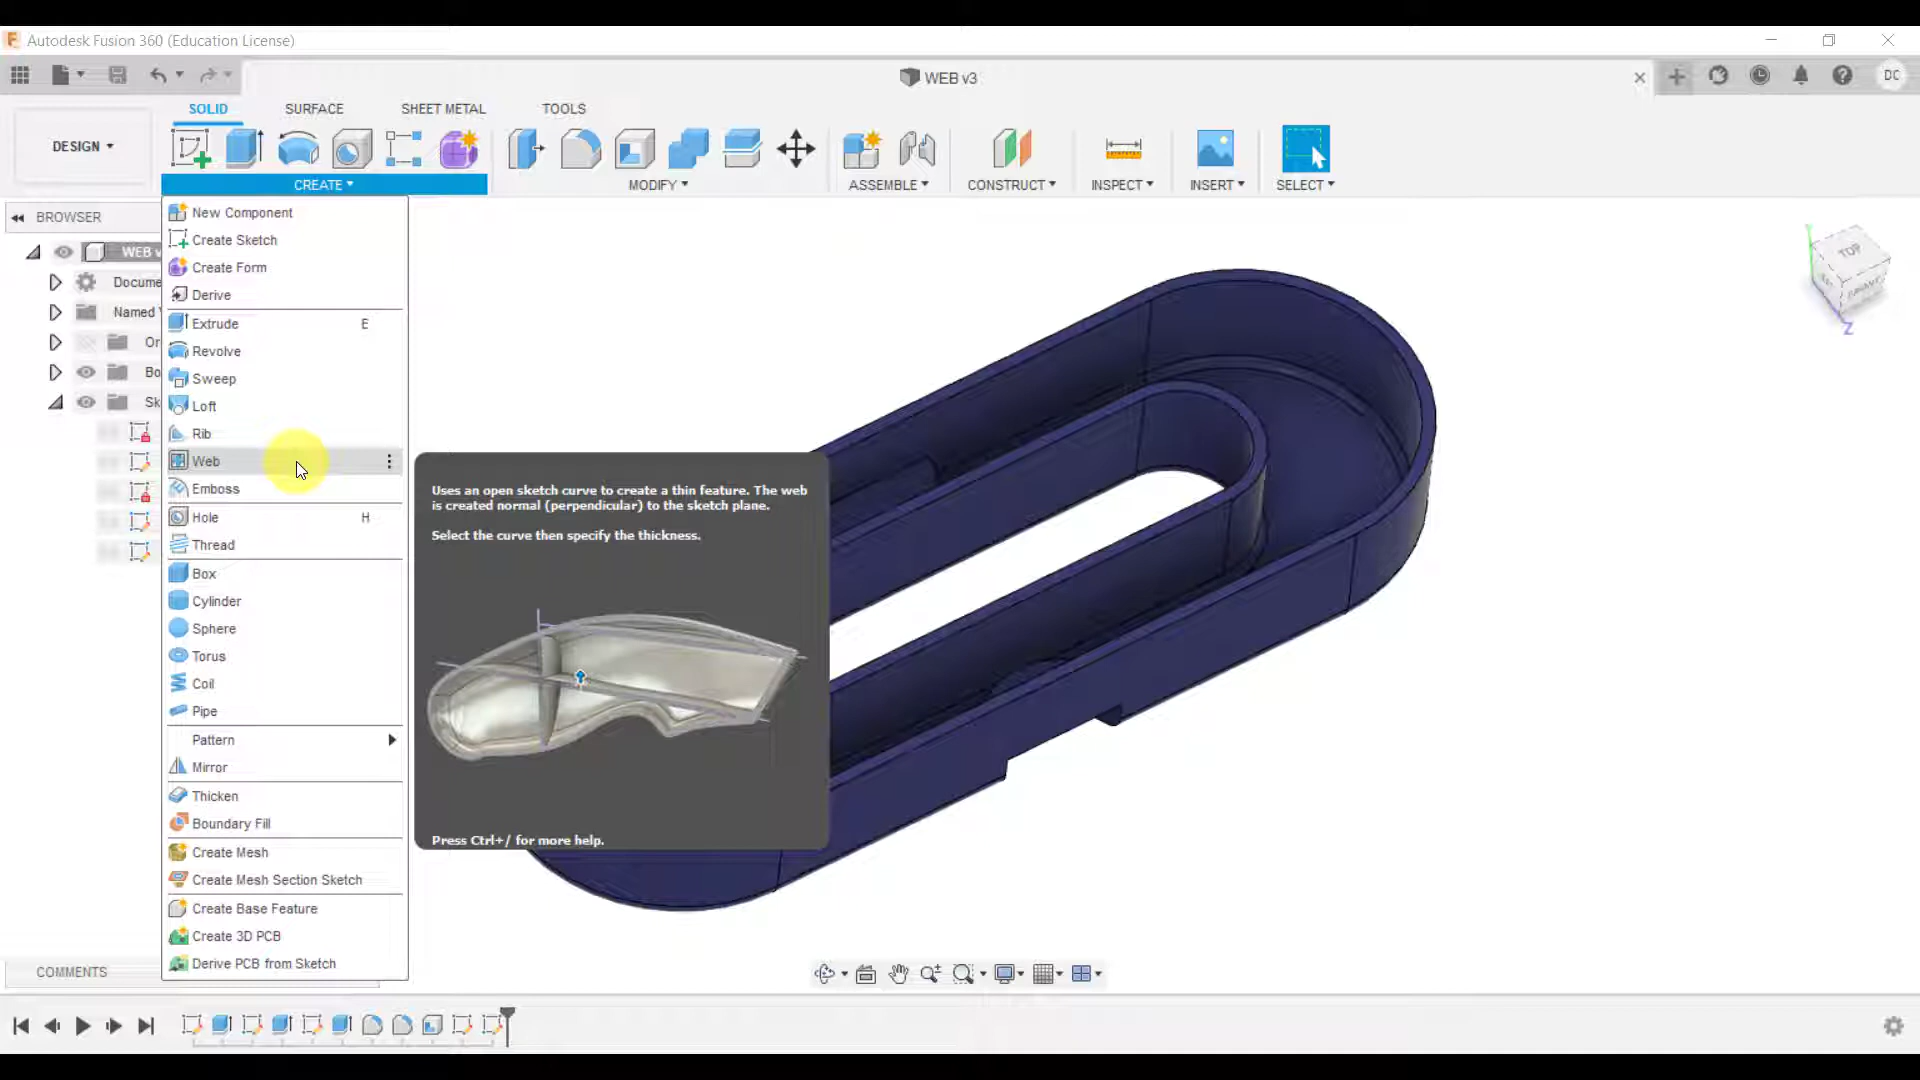 Autodesk Fusion 360 (Education License)
WEB v3
DC
SOLID
SURFACE
SHEET METAL
TOOLS
DESIGN
CREATE
MODIFY
ASSEMBLE
CONSTRUCT
INSPECT
INSERT
SELECT
BROWSER
WEB v
Docume
Named
Or
Bo
Sk
New Component
Create Sketch
Create Form
Derive
Extrude E
Revolve
Sweep
Loft
Rib
Web
Emboss
Hole H
Thread
Box
Cylinder
Sphere
Torus
Coil
Pipe
Pattern
Mirror
Thicken
Boundary Fill
Create Mesh
Create Mesh Section Sketch
Create Base Feature
Create 3D PCB
Derive PCB from Sketch
Uses an open sketch curve to create a thin feature. The web
is created normal (perpendicular) to the sketch plane.
Select the curve then specify the thickness.
Press Ctrl+/ for more help.
TOP
Z
COMMENTS